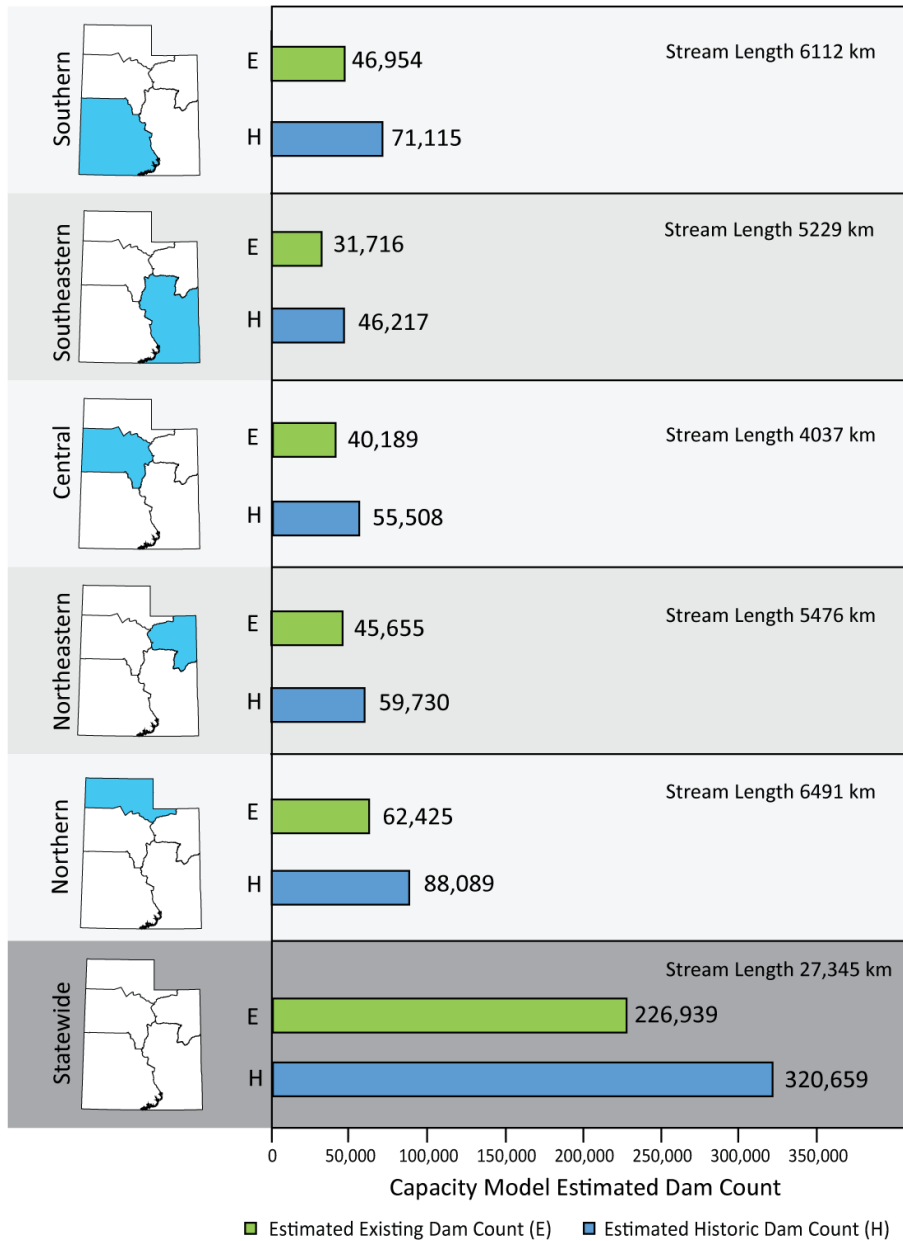 Southern
E
46,954
Stream Length 6112 km
H
71,115
Southeastern
E
31,716
Stream Length 5229 km
H
46,217
Central
E
40,189
Stream Length 4037 km
H
55,508
Northeastern
E
45,655
Stream Length 5476 km
H
59,730
Northern
E
62,425
Stream Length 6491 km
H
88,089
Statewide
Stream Length 27,345 km
E
226,939
H
320,659
0 50,000 100,000 150,000 200,000 250,000 300,000 350,000
Capacity Model Estimated Dam Count
Estimated Existing Dam Count (E) Estimated Historic Dam Count (H)